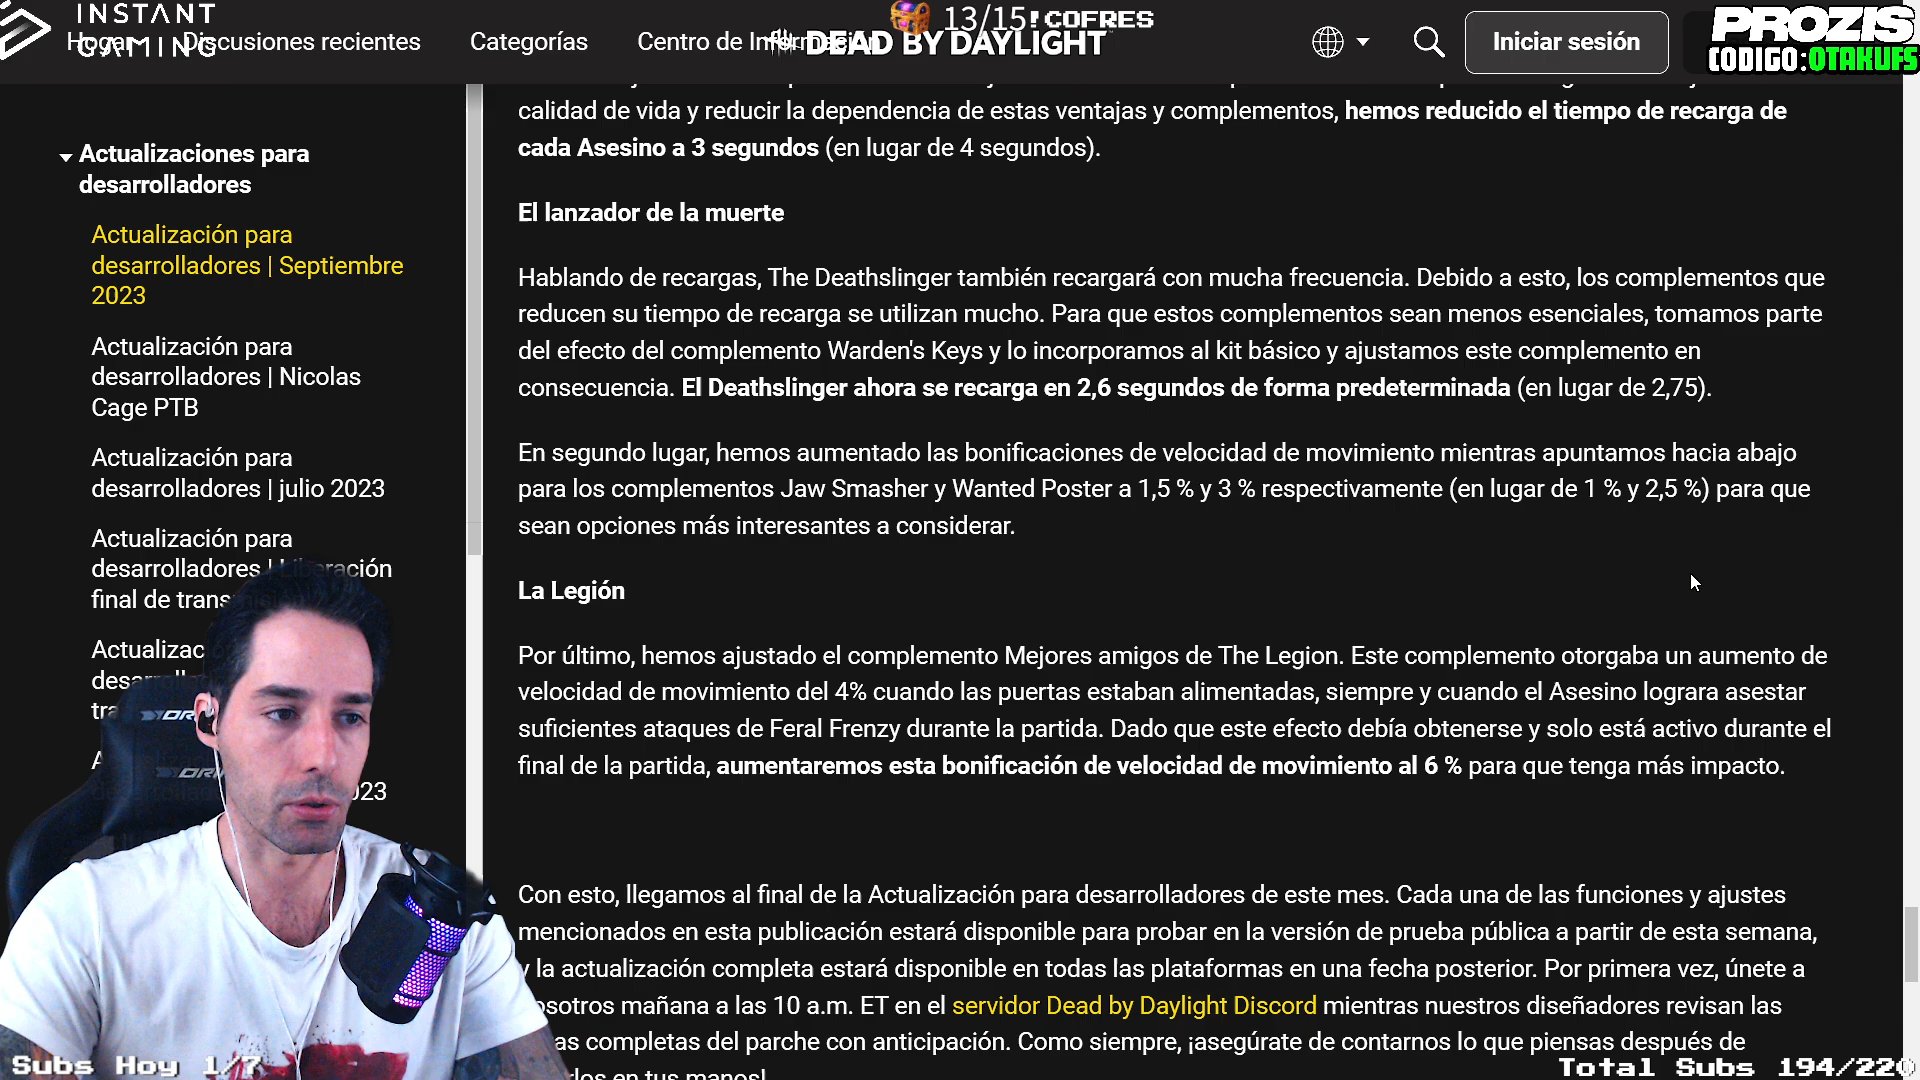 INSTANT
GAMING
Hogar
Discusiones recientes
Categorías
Centro de Información
13/15!COFRES
DEAD BY DAYLIGHT
Iniciar sesión
PROZIS
CODIGO:OTAKUFS
Actualizaciones para
desarrolladores
Actualización para
desarrolladores | Septiembre
2023
Actualización para
desarrolladores | Nicolas
Cage PTB
Actualización para
desarrolladores | julio 2023
Actualización para
desarrolladores | Liberación
final de transmisión
calidad de vida y reducir la dependencia de estas ventajas y complementos, hemos reducido el tiempo de recarga de
cada Asesino a 3 segundos (en lugar de 4 segundos).
El lanzador de la muerte
Hablando de recargas, The Deathslinger también recargará con mucha frecuencia. Debido a esto, los complementos que
reducen su tiempo de recarga se utilizan mucho. Para que estos complementos sean menos esenciales, tomamos parte
del efecto del complemento Warden's Keys y lo incorporamos al kit básico y ajustamos este complemento en
consecuencia. El Deathslinger ahora se recarga en 2,6 segundos de forma predeterminada (en lugar de 2,75).
En segundo lugar, hemos aumentado las bonificaciones de velocidad de movimiento mientras apuntamos hacia abajo
para los complementos Jaw Smasher y Wanted Poster a 1,5 % y 3 % respectivamente (en lugar de 1 % y 2,5 %) para que
sean opciones más interesantes a considerar.
La Legión
Por último, hemos ajustado el complemento Mejores amigos de The Legion. Este complemento otorgaba un aumento de
velocidad de movimiento del 4% cuando las puertas estaban alimentadas, siempre y cuando el Asesino lograra asestar
suficientes ataques de Feral Frenzy durante la partida. Dado que este efecto debía obtenerse y solo está activo durante el
final de la partida, aumentaremos esta bonificación de velocidad de movimiento al 6 % para que tenga más impacto.
Con esto, llegamos al final de la Actualización para desarrolladores de este mes. Cada una de las funciones y ajustes
mencionados en esta publicación estará disponible para probar en la versión de prueba pública a partir de esta semana,
y la actualización completa estará disponible en todas las plataformas en una fecha posterior. Por primera vez, únete a
nosotros mañana a las 10 a.m. ET en el servidor Dead by Daylight Discord mientras nuestros diseñadores revisan las
completas del parche con anticipación. Como siempre, ¡asegúrate de contarnos lo que piensas después de
en tus manos!
Subs Hoy 1/7
Total Subs 194/220